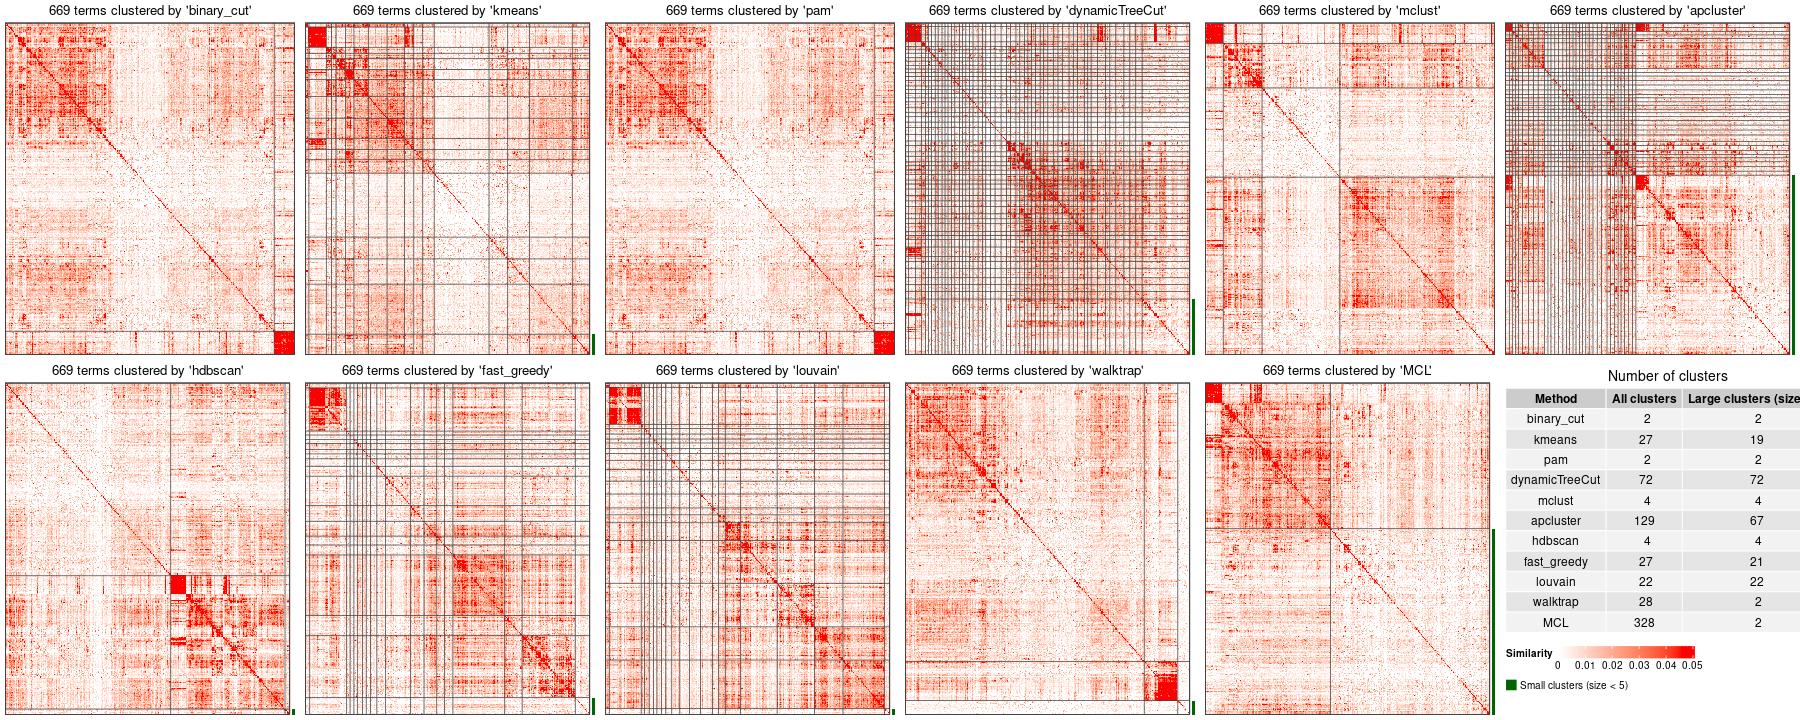 669 terms clustered by 'binary_cut'
669 terms clustered by 'kmeans'
669 terms clustered by 'pam'
669 terms clustered by 'dynamicTreeCut'
669 terms clustered by 'mclust'
669 terms clustered by 'apcluster'
669 terms clustered by 'hdbscan'
669 terms clustered by 'fast_greedy'
669 terms clustered by 'louvain'
669 terms clustered by 'walktrap'
669 terms clustered by 'MCL'
Number of clusters
Method All clusters Large clusters (size
binary_cut 2 2
kmeans 27 19
pam 2 2
dynamicTreeCut 72 72
mclust 4 4
apcluster 129 67
hdbscan 4 4
fast_greedy 27 21
louvain 22 22
walktrap 28 2
MCL 328 2
Similarity
0 0.01 0.02 0.03 0.04 0.05
Small clusters (size < 5)